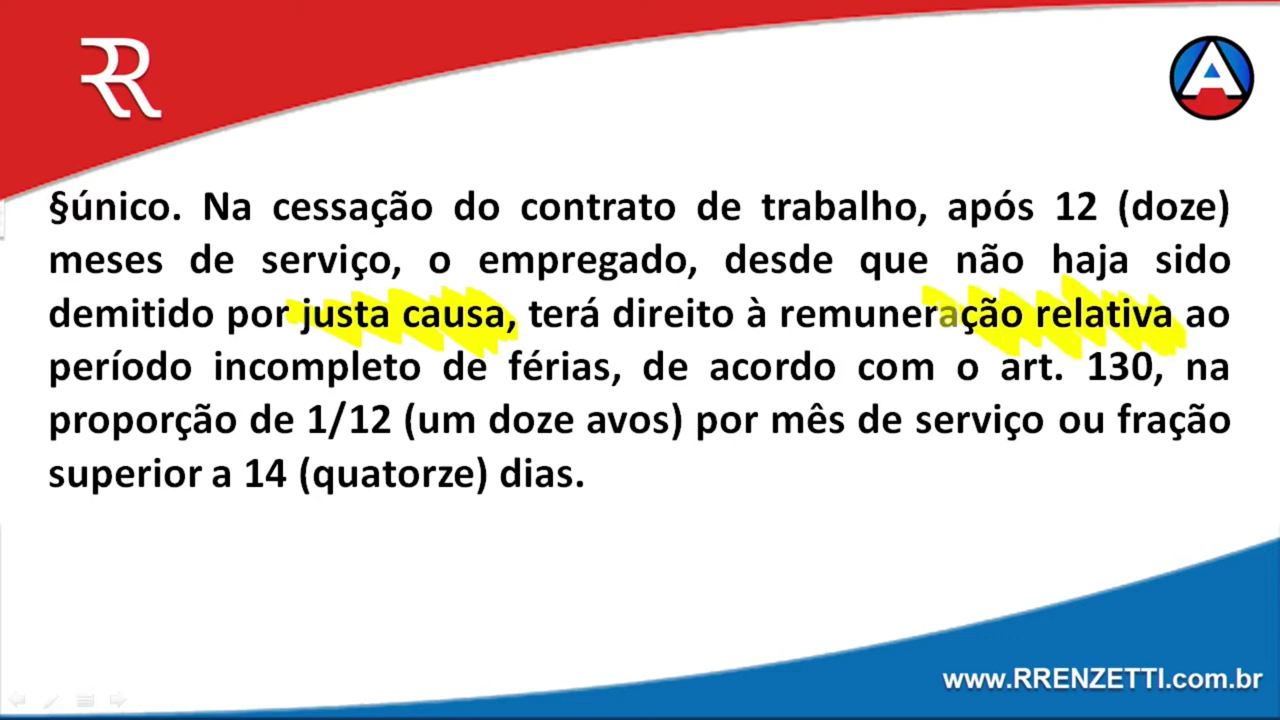 RR
A
§único. Na cessação do contrato de trabalho, após 12 (doze)
meses de serviço, o empregado, desde que não haja sido
demitido por justa causa, terá direito à remuneração relativa ao
período incompleto de férias, de acordo com o art. 130, na
proporção de 1/12 (um doze avos) por mês de serviço ou fração
superior a 14 (quatorze) dias.
www.RRENZETTI.com.br